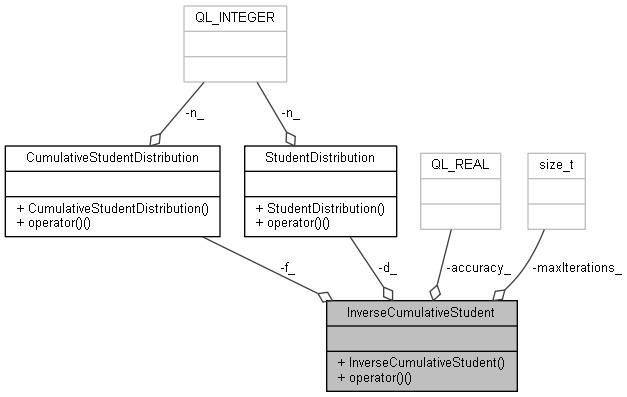 QL_INTEGER
-n_
-n_
CumulativeStudentDistribution
+ CumulativeStudentDistribution()
+ operator()()
StudentDistribution
+ StudentDistribution()
+ operator()()
QL_REAL
size_t
-f_
-d_
-accuracy_
-maxIterations_
InverseCumulativeStudent
+ InverseCumulativeStudent()
+ operator()()